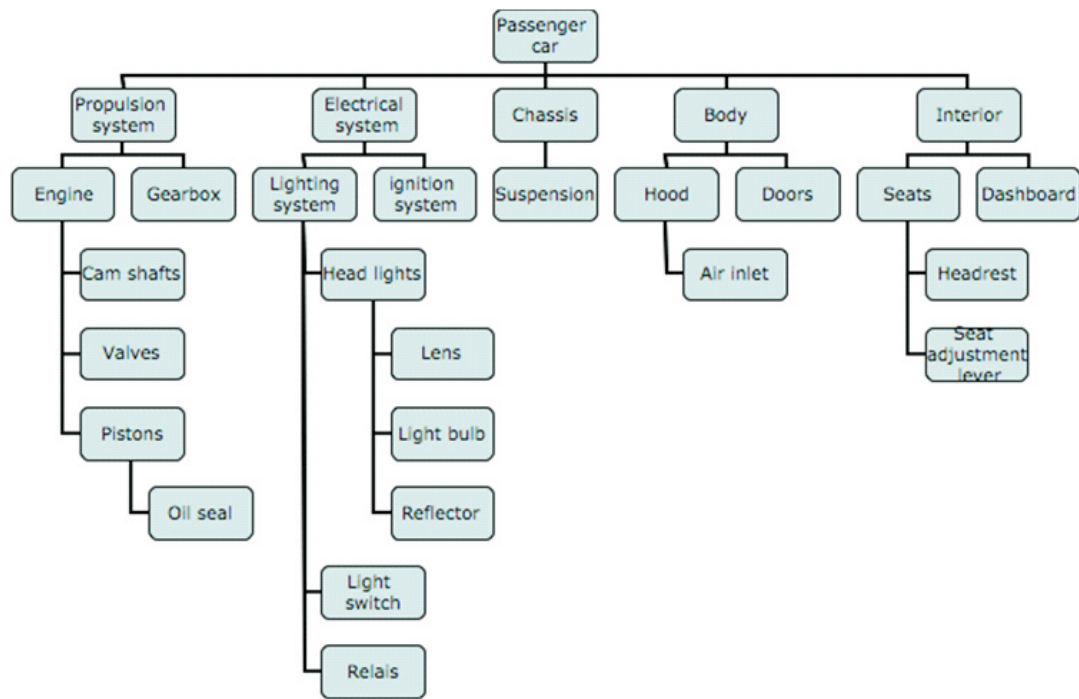 Passenger
car
Propulsion
system
Electrical
system
Chassis
Body
Interior
Engine
Gearbox
Lighting
system
ignition
system
Suspension
Hood
Doors
Seats
Dashboard
Cam shafts
Head lights
Air inlet
Headrest
Valves
Lens
Seat
adjustment
lever
Pistons
Light bulb
Oil seal
Reflector
Light
switch
Relais